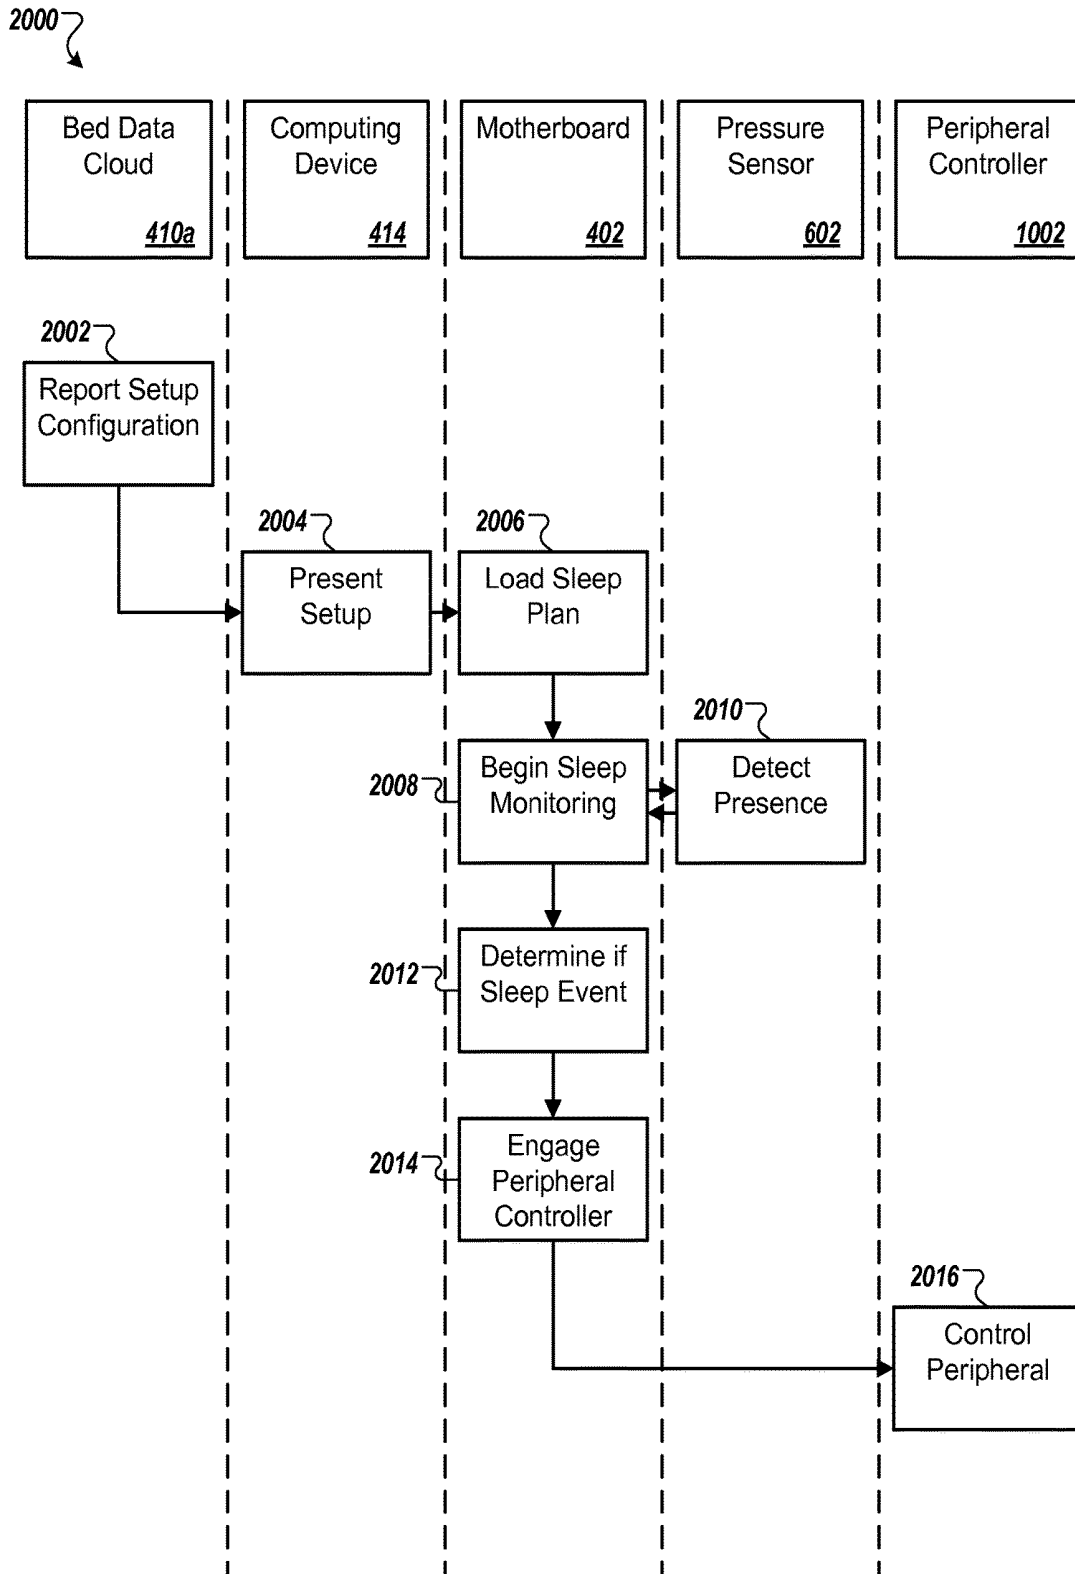 2000
Bed Data
Cloud
410a
Computing
Device
414
Motherboard
402
Pressure
Sensor
602
Peripheral
Controller
1002
2002
Report Setup
Configuration
2004
Present
Setup
2006
Load Sleep
Plan
2008
Begin Sleep
Monitoring
2010
Detect
Presence
2012
Determine if
Sleep Event
2014
Engage
Peripheral
Controller
2016
Control
Peripheral